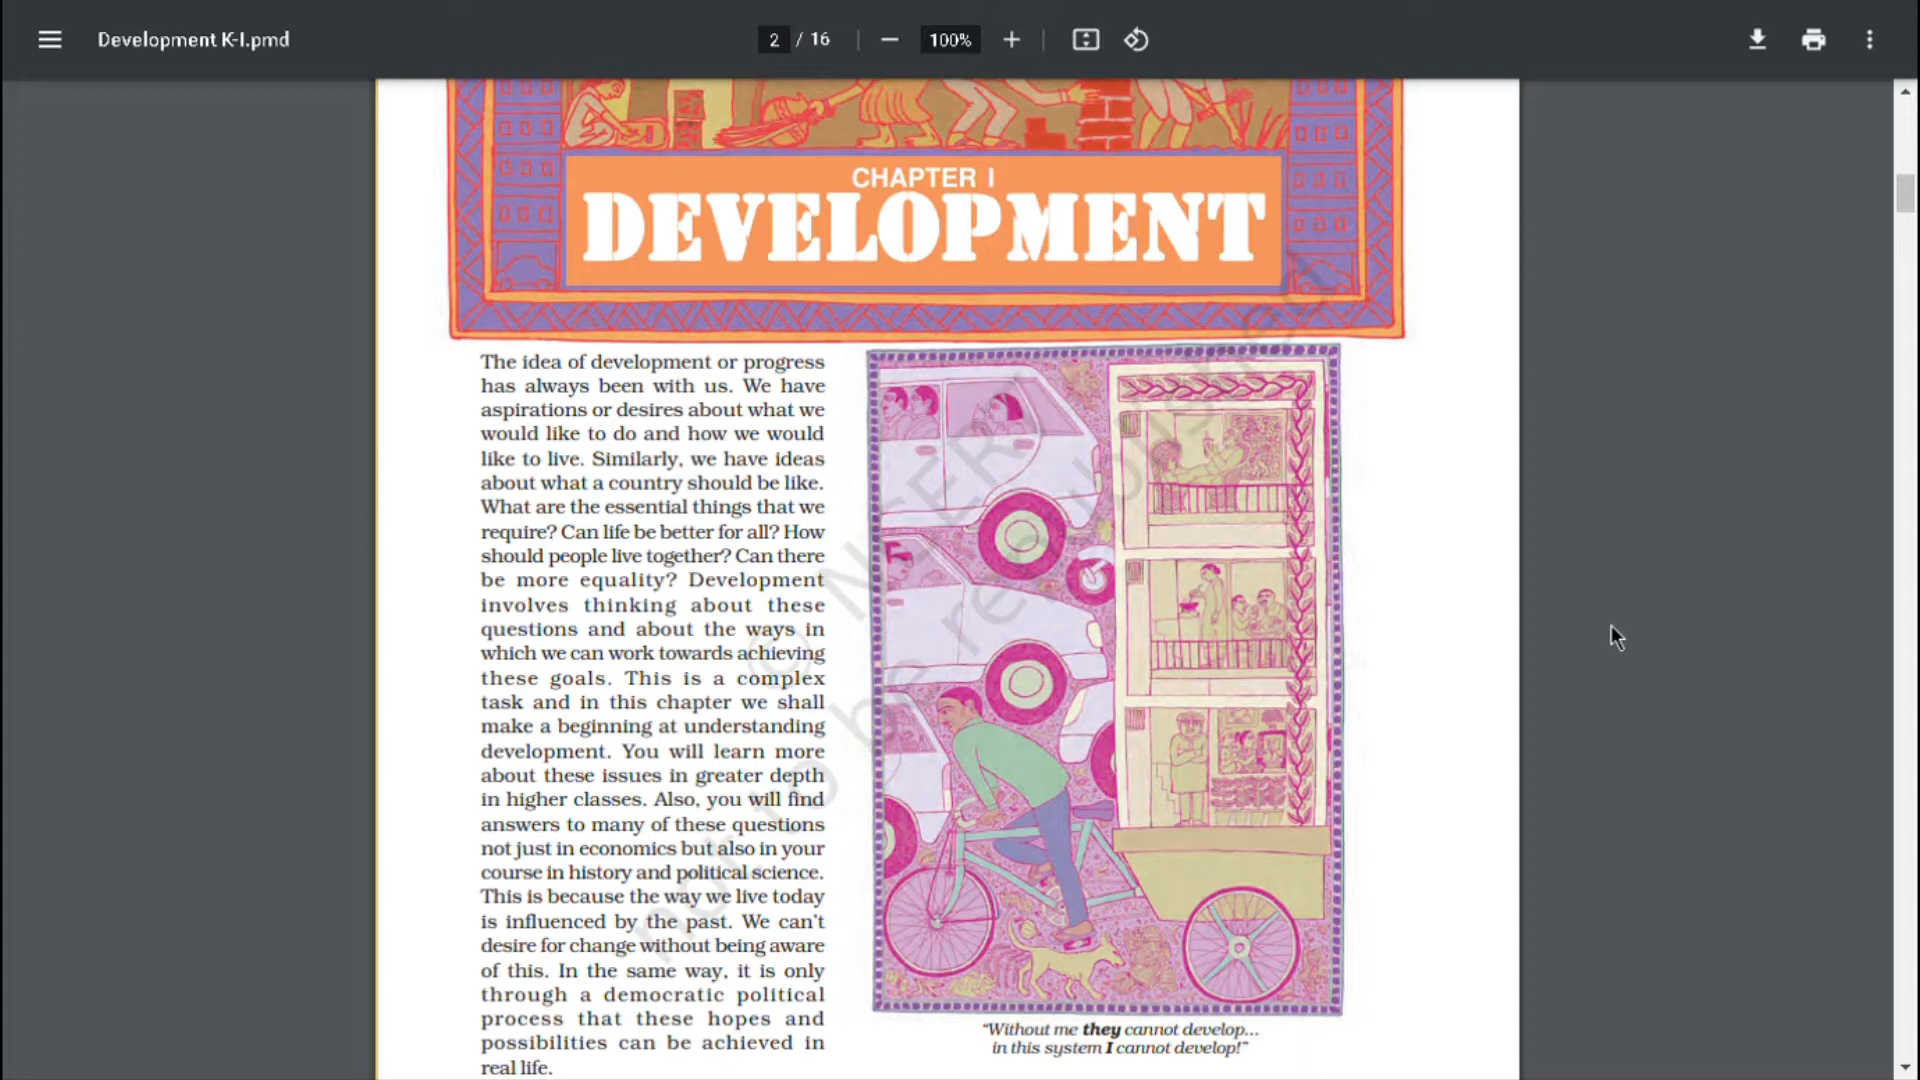 Development K-I.pmd
2 / 16
100%
CHAPTER I
DEVELOPMENT
The idea of development or progress
has always been with us. We have
aspirations or desires about what we
would like to do and how we would
like to live. Similarly, we have ideas
about what a country should be like.
What are the essential things that we
require? Can life be better for all? How
should people live together? Can there
be more equality? Development
involves thinking about these
questions and about the ways in
which we can work towards achieving
these goals. This is a complex
task and in this chapter we shall
make a beginning at understanding
development. You will learn more
about these issues in greater depth
in higher classes. Also, you will find
answers to many of these questions
not just in economics but also in your
course in history and political science.
This is because the way we live today
is influenced by the past. We can't
desire for change without being aware
of this. In the same way, it is only
through a democratic political
process that these hopes and
possibilities can be achieved in
real life.
© NCERT
not to be republished
“Without me they cannot develop...
in this system I cannot develop!”